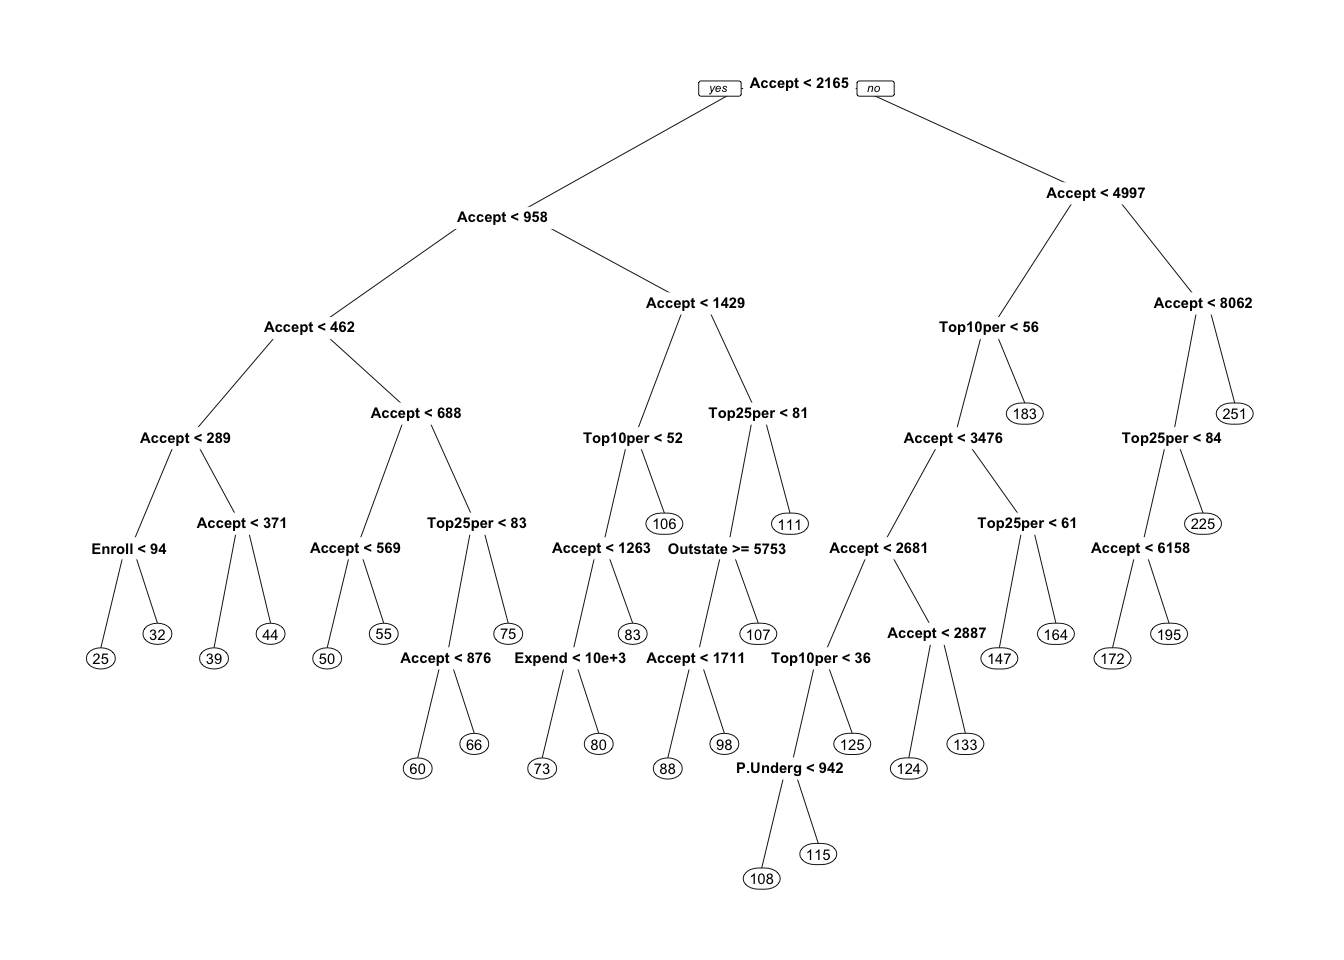 yes Accept < 2165 no
Accept < 4997
Accept < 958
Accept < 1429 Accept < 8062
Accept < 462 Top10per < 56
Accept < 688 Top25per < 81 183 251
Accept < 289 Top10per < 52 Accept < 3476 Top25per < 84
Accept < 371 Top25per < 83 106 111 Top25per < 61 225
Enroll < 94 Accept < 569 Accept < 1263 Outstate >= 5753 Accept < 2681 Accept < 6158
32 44 55 75 83 107 Accept < 2887 164 195
25 39 50 Accept < 876 Expend < 10e+3 Accept < 1711 Top10per < 36 147 172
66 80 98 125 133
60 73 88 P.Underg < 942 124
115
108